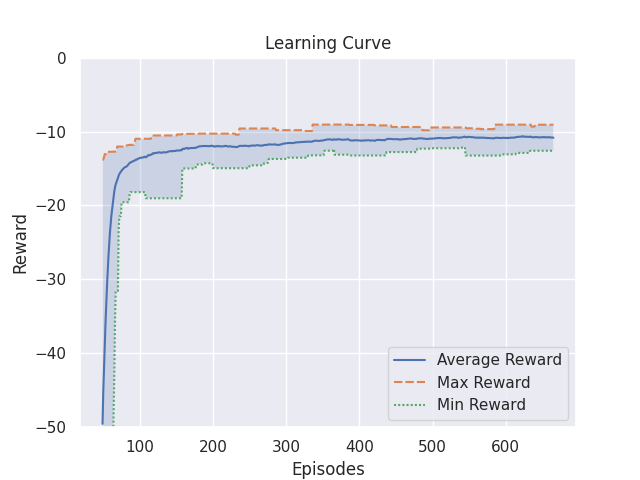 Learning Curve
0
−10
−20
−30
−40
−50
Reward
100 200 300 400 500 600
Episodes
Average Reward
Max Reward
Min Reward